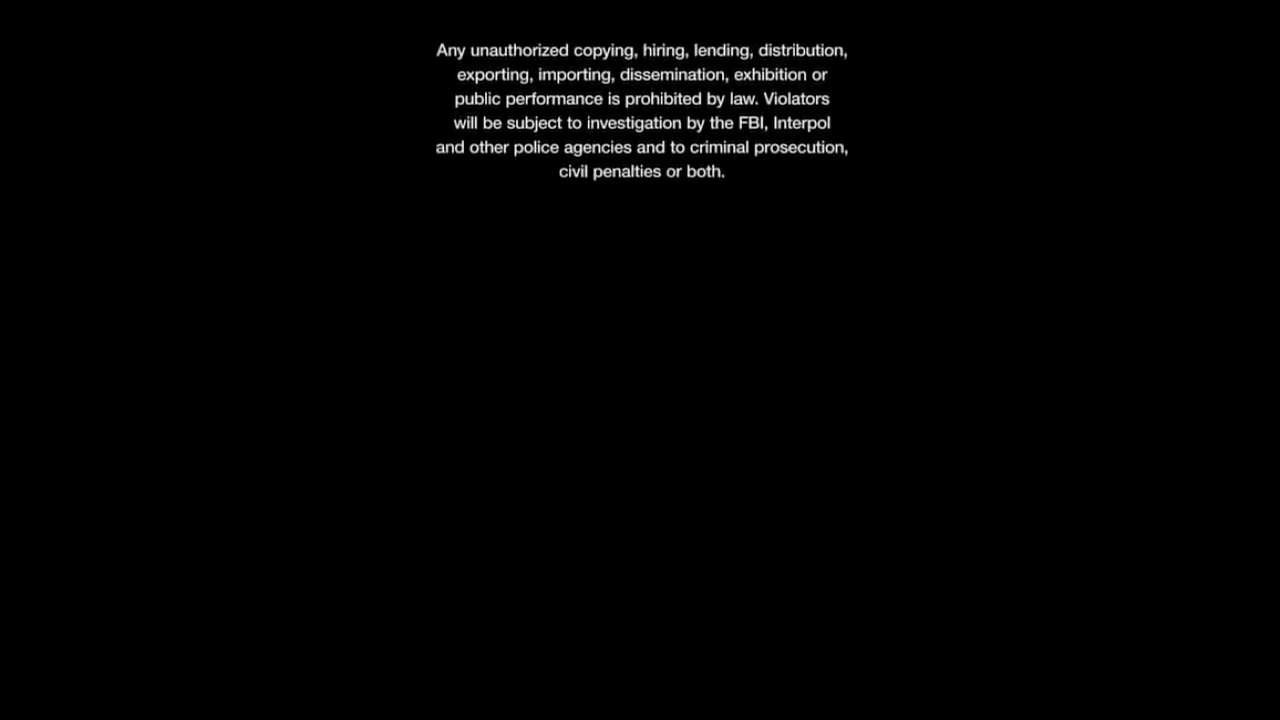 Any unauthorized copying, hiring, lending, distribution,
exporting, importing, dissemination, exhibition or
public performance is prohibited by law. Violators
will be subject to investigation by the FBI, Interpol
and other police agencies and to criminal prosecution,
civil penalties or both.